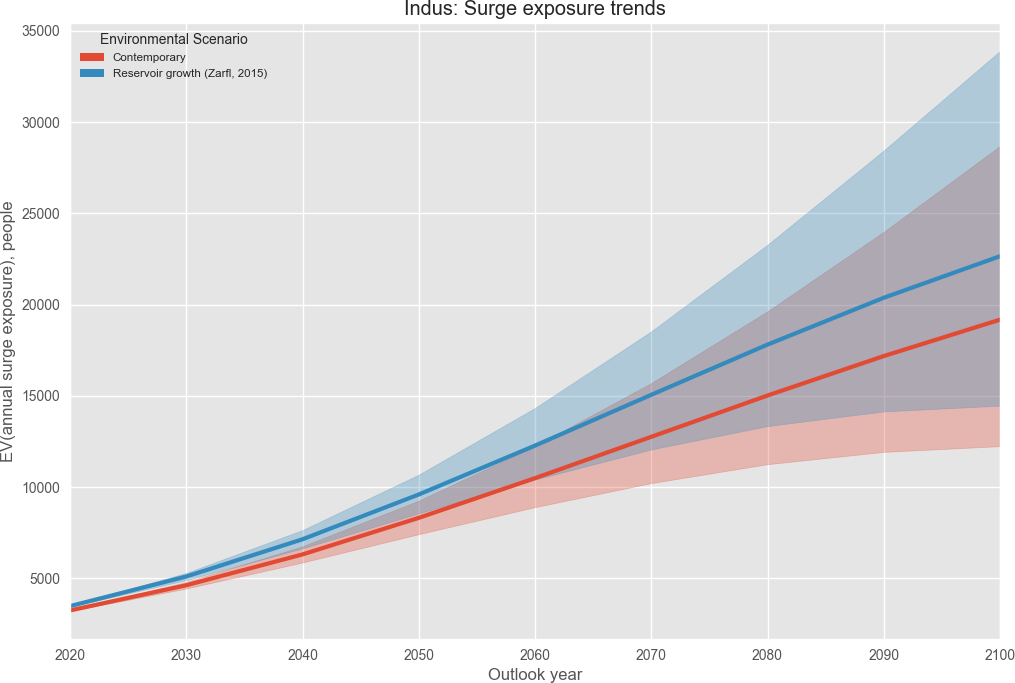 Indus: Surge exposure trends
35000
30000
25000
20000
15000
10000
5000
EV(annual surge exposure), people
Environmental Scenario
Contemporary
Reservoir growth (Zarfl, 2015)
2020 2030 2040 2050 2060 2070 2080 2090 2100
Outlook year